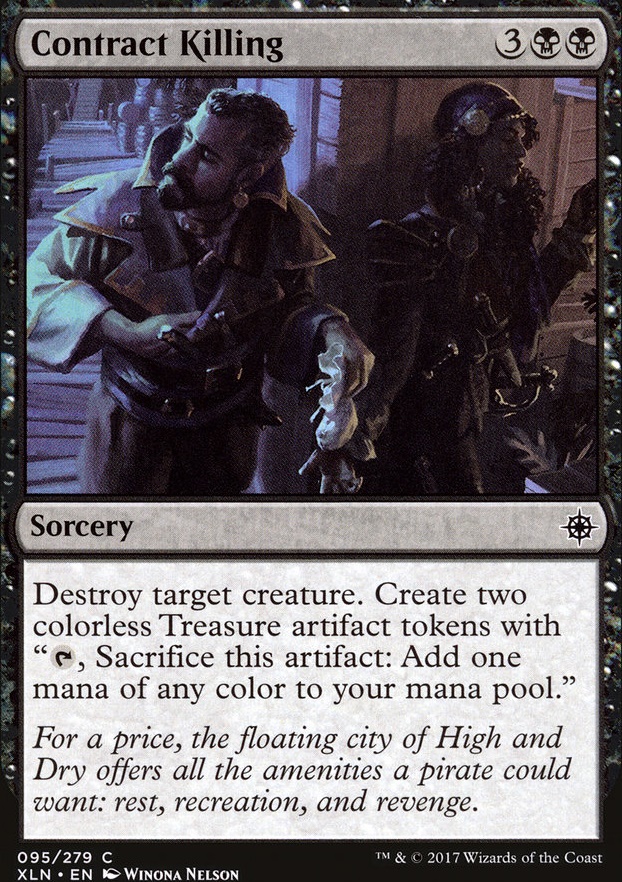 Contract Killing 3
Sorcery
Destroy target creature. Create two
colorless Treasure artifact tokens with
“, Sacrifice this artifact: Add one
mana of any color to your mana pool.”
For a price, the floating city of High and
Dry offers all the amenities a pirate could
want: rest, recreation, and revenge.
095/279 C
XLN • EN Winona Nelson
™ & © 2017 Wizards of the Coast